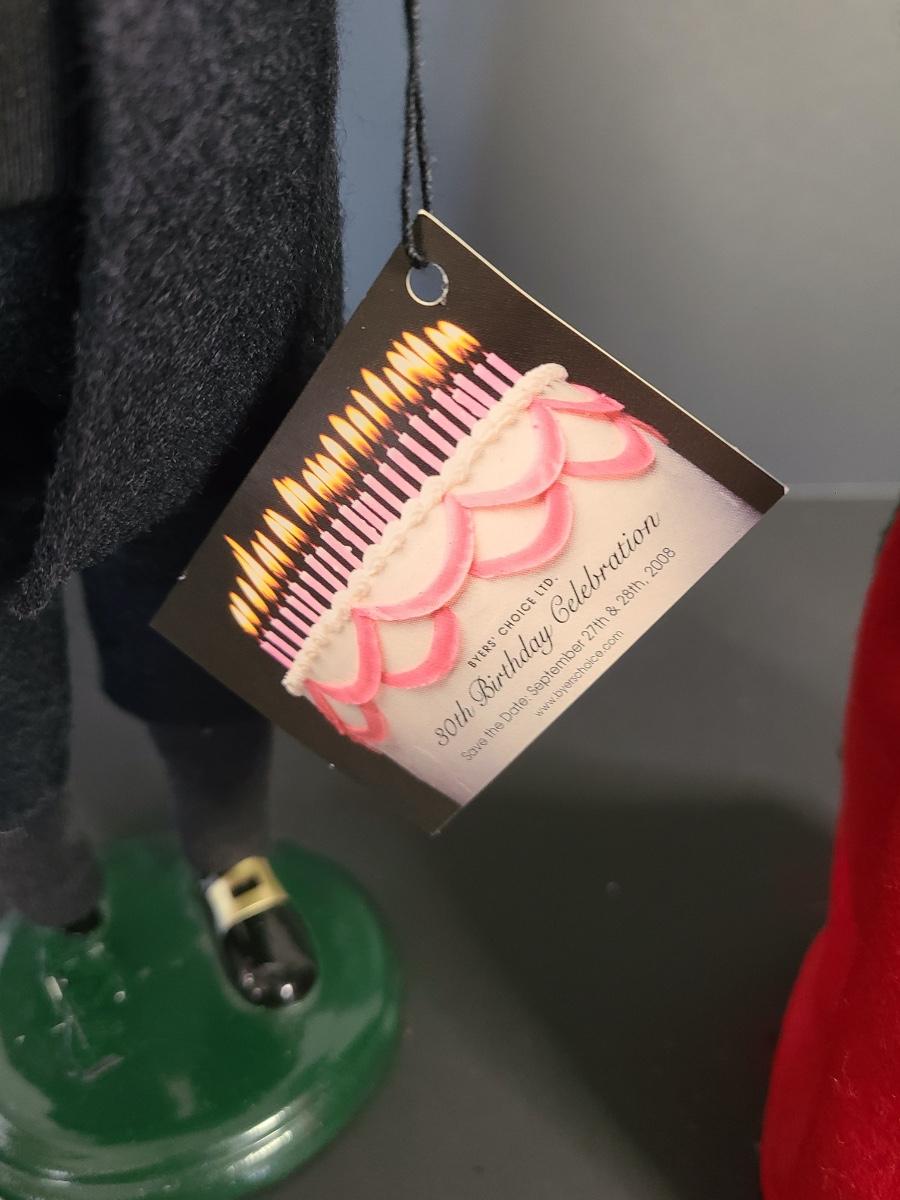 BYERS' CHOICE LTD.
30th Birthday Celebration
Save the Date: September 27th & 28th, 2008
www.byerschoice.com